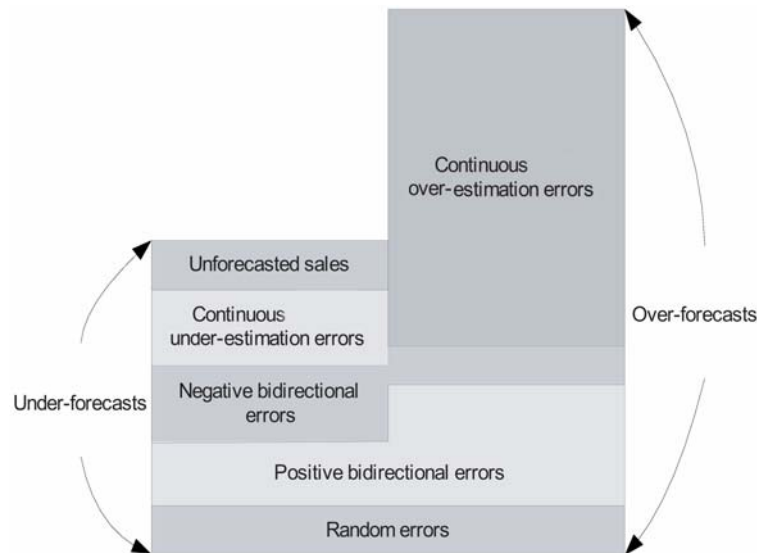 Continuous
over-estimation errors
Unforecasted sales
Continuous
under-estimation errors
Over-forecasts
Negative bidirectional
errors
Under-forecasts
Positive bidirectional errors
Random errors